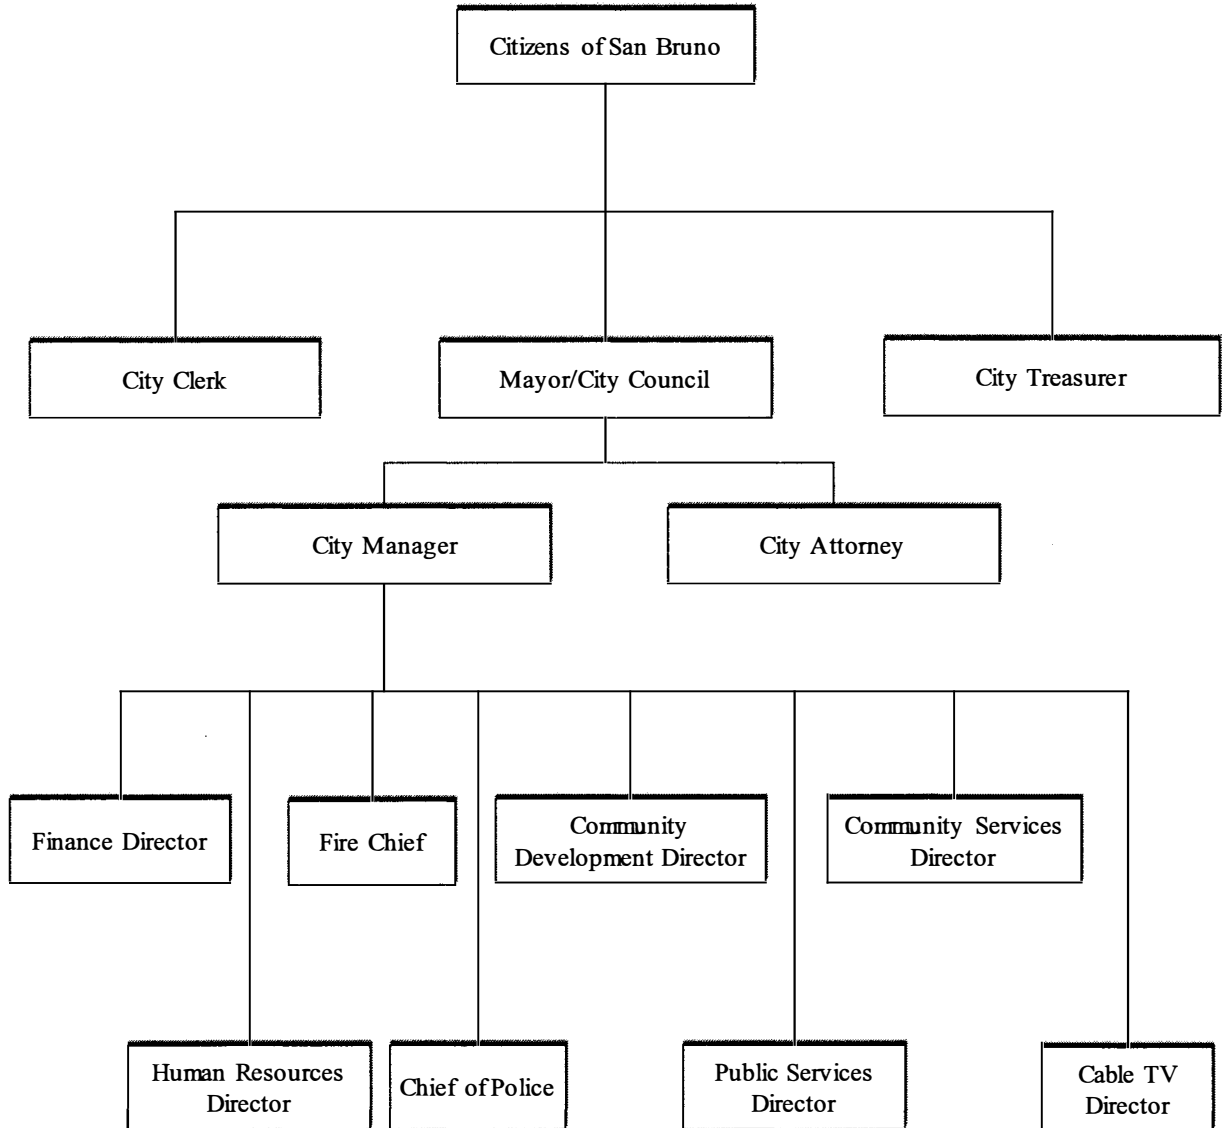 Citizens of San Bruno
City Clerk
Mayor/City Council
City Treasurer
City Manager
City Attorney
Finance Director
Fire Chief
Community
Development Director
Community Services
Director
Human Resources
Director
Chief of Police
Public Services
Director
Cable TV
Director